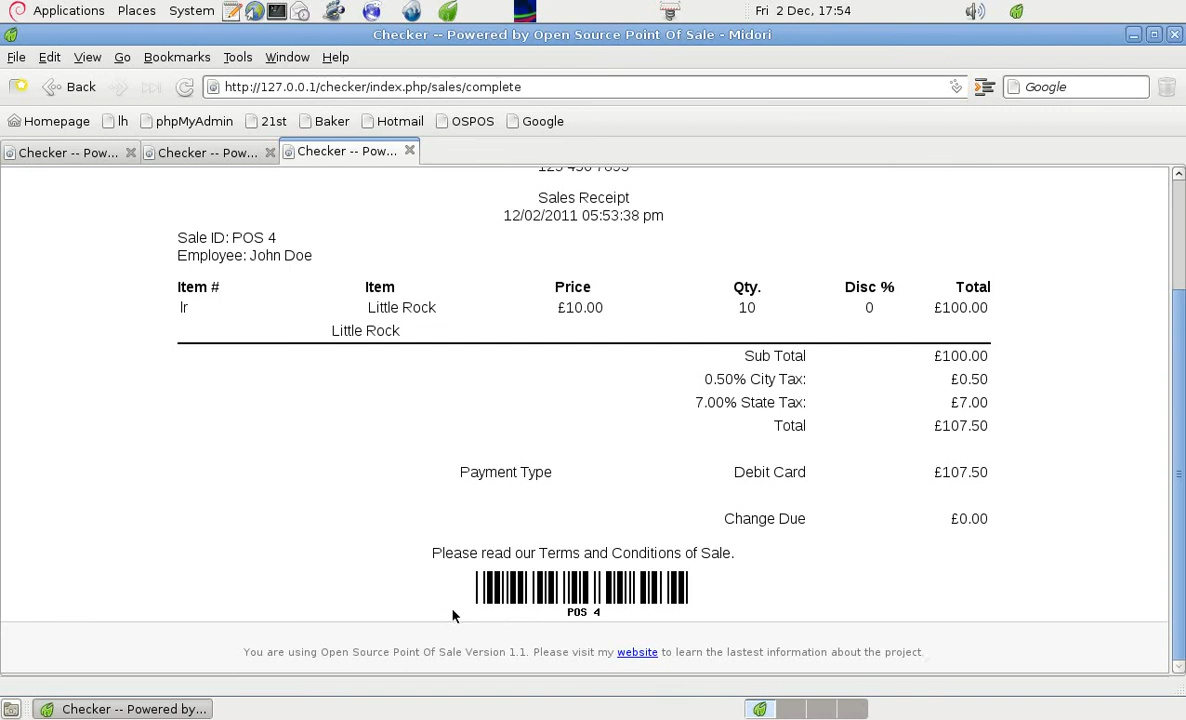 Applications Places System Fri 2 Dec, 17:54
Checker -- Powered by Open Source Point Of Sale - Midori
File Edit View Go Bookmarks Tools Window Help
Back http://127.0.0.1/checker/index.php/sales/complete Google
Homepage lh phpMyAdmin 21st Baker Hotmail OSPOS Google
Checker -- Pow... Checker -- Pow... Checker -- Pow...
Sales Receipt
12/02/2011 05:53:38 pm
Sale ID: POS 4
Employee: John Doe
Item # Item Price Qty. Disc % Total
lr Little Rock £10.00 10 0 £100.00
Little Rock
Sub Total £100.00
0.50% City Tax: £0.50
7.00% State Tax: £7.00
Total £107.50
Payment Type Debit Card £107.50
Change Due £0.00
Please read our Terms and Conditions of Sale.
POS 4
You are using Open Source Point Of Sale Version 1.1. Please visit my website to learn the lastest information about the project.
Checker -- Powered by...